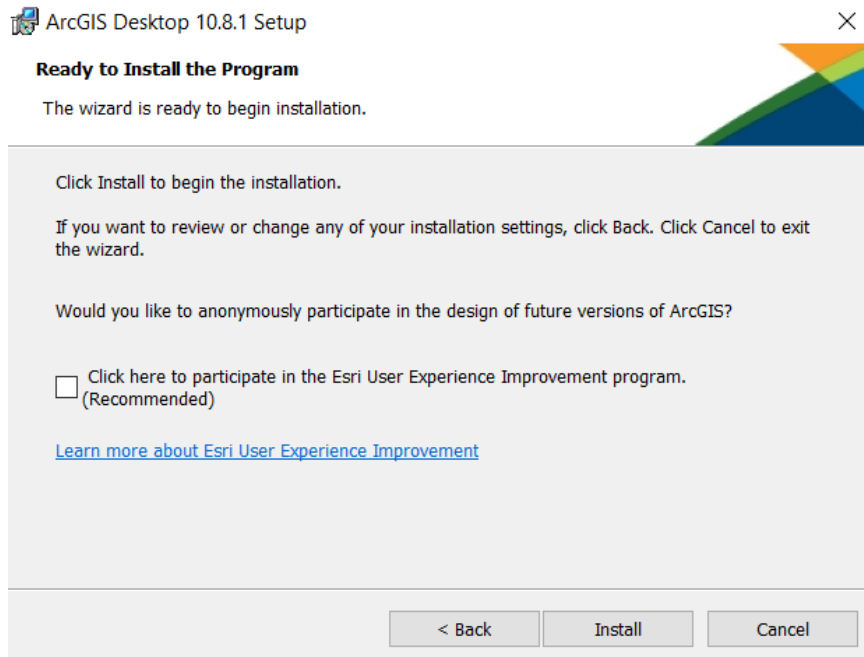 ArcGIS Desktop 10.8.1 Setup
Ready to Install the Program
The wizard is ready to begin installation.
Click Install to begin the installation.
If you want to review or change any of your installation settings, click Back. Click Cancel to exit
the wizard.
Would you like to anonymously participate in the design of future versions of ArcGIS?
Click here to participate in the Esri User Experience Improvement program.
(Recommended)
Learn more about Esri User Experience Improvement
< Back
Install
Cancel